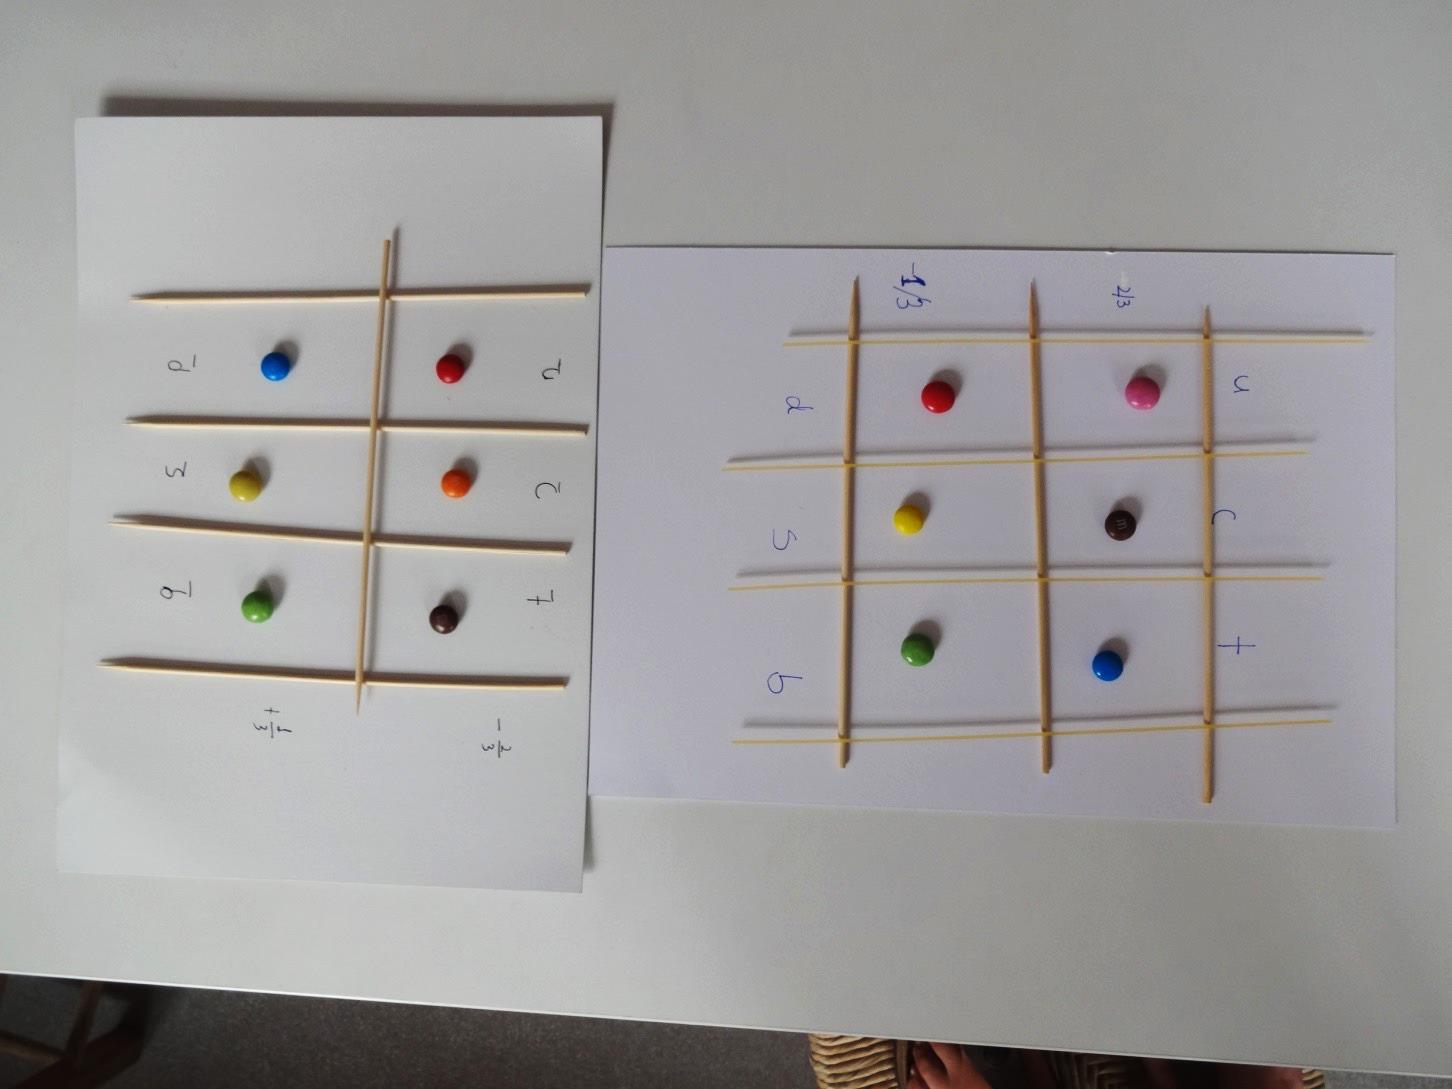 u c t
2/3
m
-1/3
d s b
ū c̄ t̄
-2/3
+1/3
d̄ s̄ b̄